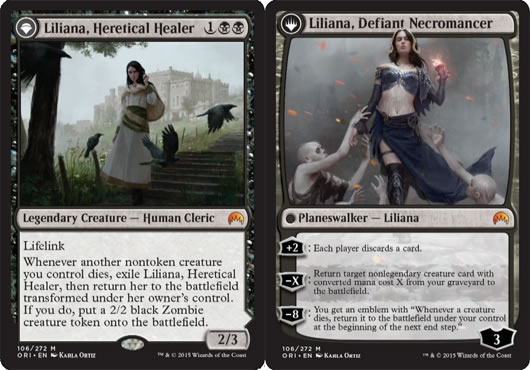 Liliana, Heretical Healer 1
Legendary Creature — Human Cleric
Lifelink
Whenever another nontoken creature
you control dies, exile Liliana, Heretical
Healer, then return her to the battlefield
transformed under her owner's control.
If you do, put a 2/2 black Zombie
creature token onto the battlefield.
2/3
106/272 M
ORI • EN Karla Ortiz
™ & © 2015 Wizards of the Coast
Liliana, Defiant Necromancer
Planeswalker — Liliana
+2 : Each player discards a card.
−X : Return target nonlegendary creature card with
converted mana cost X from your graveyard to
the battlefield.
−8 : You get an emblem with “Whenever a creature
dies, return it to the battlefield under your control
at the beginning of the next end step.”
3
106/272 M
ORI • EN Karla Ortiz
™ & © 2015 Wizards of the Coast